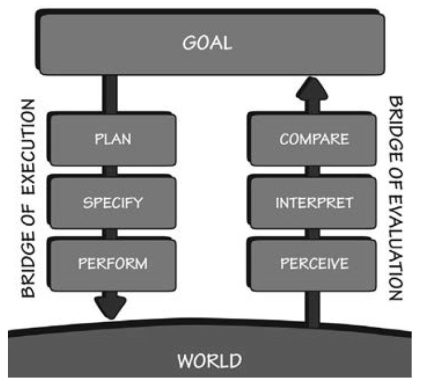 GOAL
BRIDGE OF EXECUTION
PLAN
SPECIFY
PERFORM
COMPARE
INTERPRET
PERCEIVE
BRIDGE OF EVALUATION
WORLD